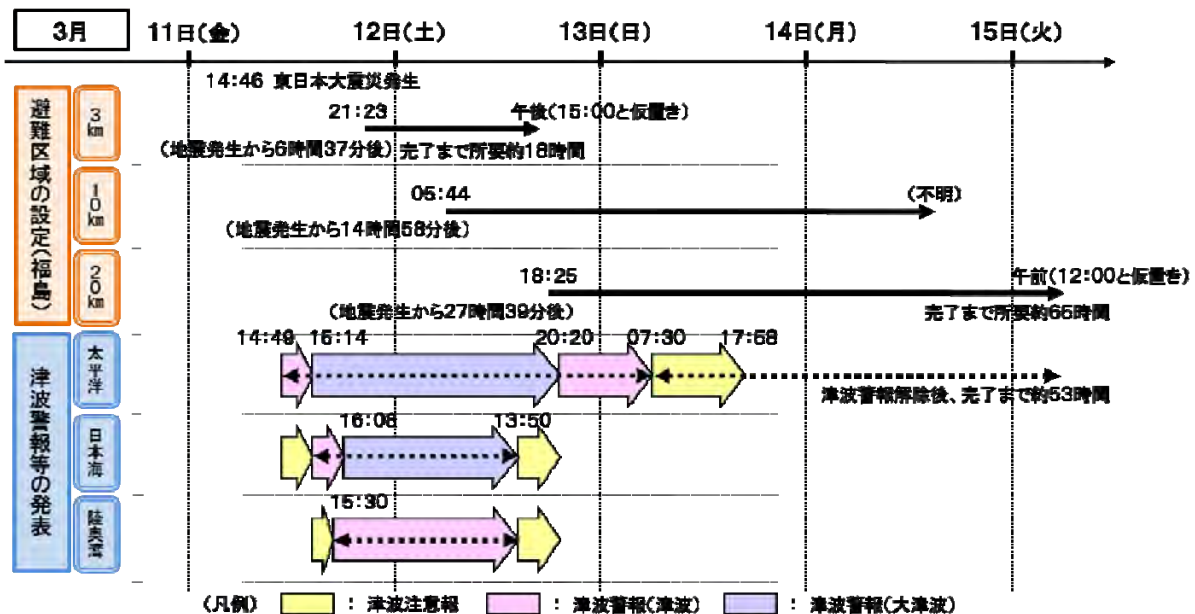 3月 11日(金) 12日(土) 13日(日) 14日(月) 15日(火)
14:46 東日本大震災発生
避難区域の設定(福島)
3km
21:23 午後(15:00と仮置き)
(地震発生から6時間37分後) 完了まで所要約18時間
10km
05:44 (不明)
(地震発生から14時間58分後)
20km
18:25 午前(12:00と仮置き)
(地震発生から27時間39分後) 完了まで所要約65時間
津波警報等の発表
太平洋
14:49 15:14 20:20 07:30 17:58
津波警報解除後、完了まで約53時間
日本海
16:08 13:50
陸奥湾
15:30
(凡例) :津波注意報 :津波警報(津波) :津波警報(大津波)